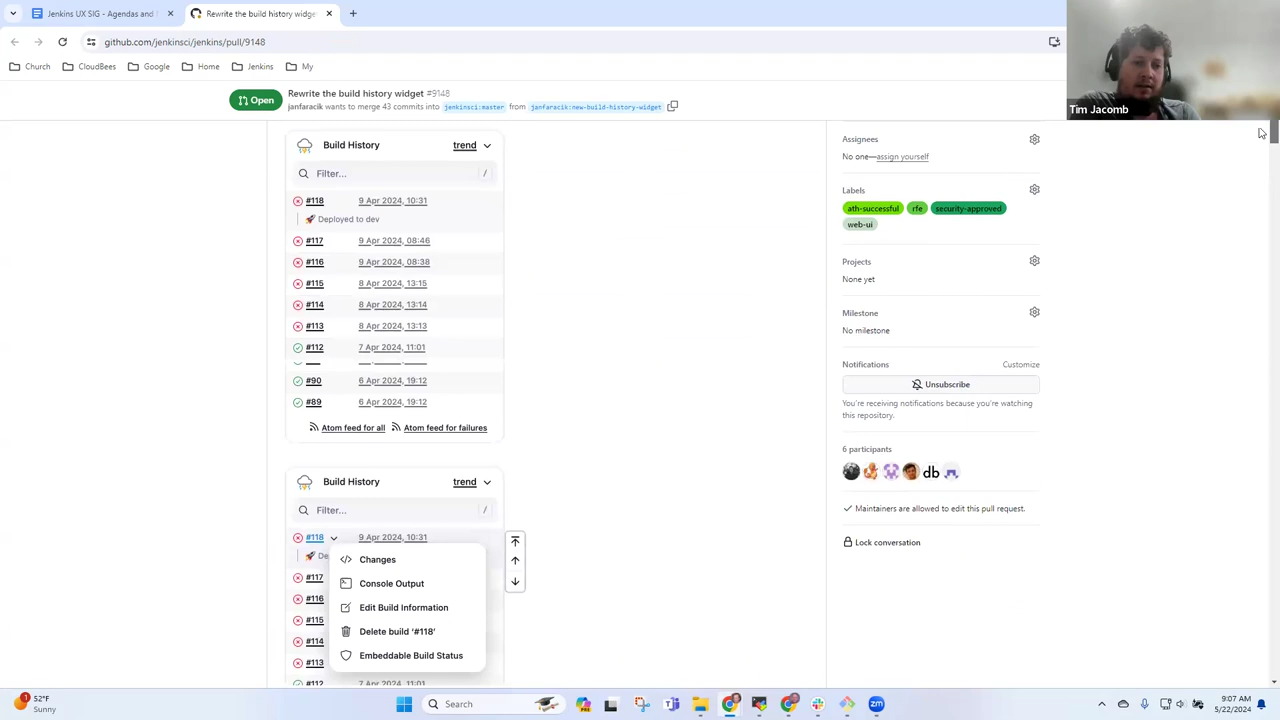 Jenkins UX SIG - Agendas and
Rewrite the build history widge
github.com/jenkinsci/jenkins/pull/9148
Church
CloudBees
Google
Home
Jenkins
My
Tim Jacomb
Open
Rewrite the build history widget #9148
janfaracik wants to merge 43 commits into jenkinsci:master from janfaracik:new-build-history-widget
Build History
trend
Filter...
/
#118 9 Apr 2024, 10:31
🚀 Deployed to dev
#117 9 Apr 2024, 08:46
#116 9 Apr 2024, 08:38
#115 8 Apr 2024, 13:15
#114 8 Apr 2024, 13:14
#113 8 Apr 2024, 13:13
#112 7 Apr 2024, 11:01
#90 6 Apr 2024, 19:12
#89 6 Apr 2024, 19:12
Atom feed for all Atom feed for failures
Build History
trend
Filter...
/
#118 9 Apr 2024, 10:31
🚀 De
#117
#116
#115
#114
#113
#112 7 Apr 2024, 11:01
Changes
Console Output
Edit Build Information
Delete build '#118'
Embeddable Build Status
Assignees
No one—assign yourself
Labels
ath-successful rfe security-approved
web-ui
Projects
None yet
Milestone
No milestone
Notifications Customize
Unsubscribe
You're receiving notifications because you're watching
this repository.
6 participants
db
Maintainers are allowed to edit this pull request.
Lock conversation
1
52°F
Sunny
Search
zm
9:07 AM
5/22/2024